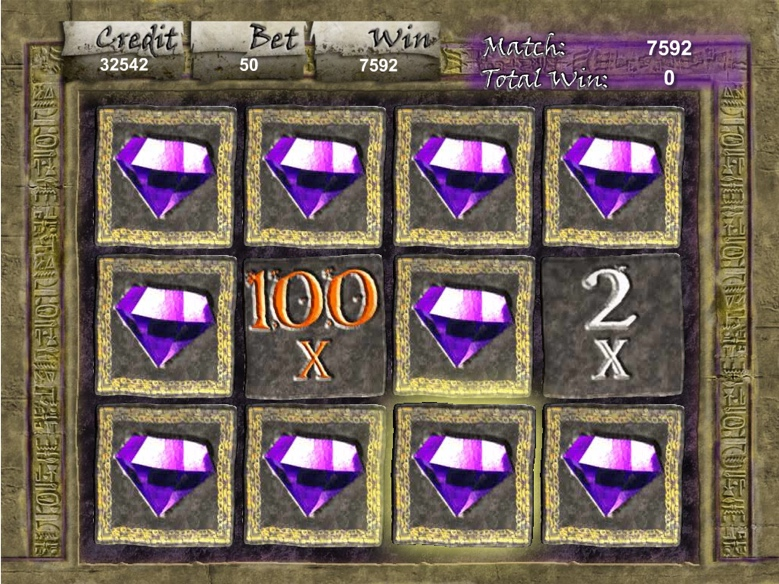 Credit Bet Win Match: 7592
32542 50 7592 Total Win: 0
100 2
x x